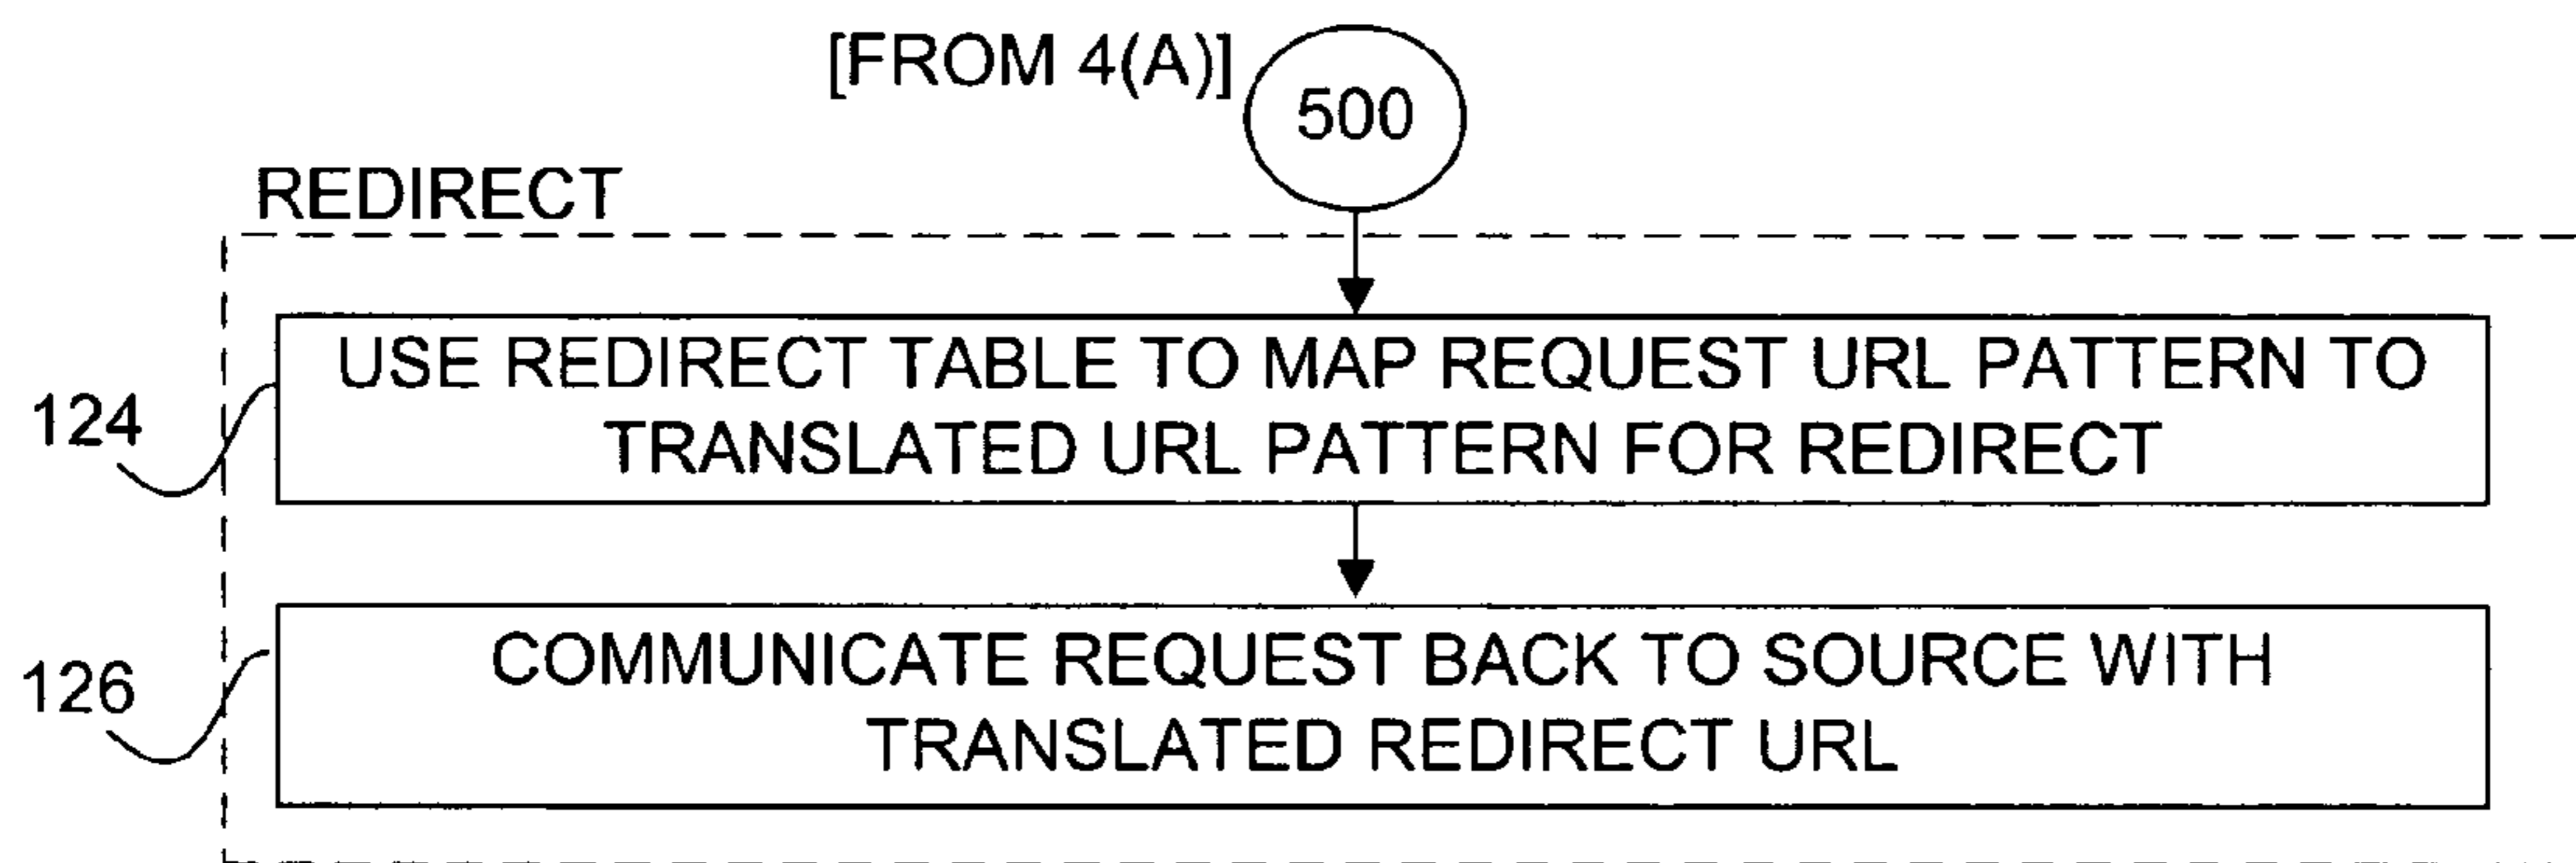 [FROM 4(A)] 500
REDIRECT
USE REDIRECT TABLE TO MAP REQUEST URL PATTERN TO
124
TRANSLATED URL PATTERN FOR REDIRECT
COMMUNICATE REQUEST BACK TO SOURCE WITH
126
TRANSLATED REDIRECT URL